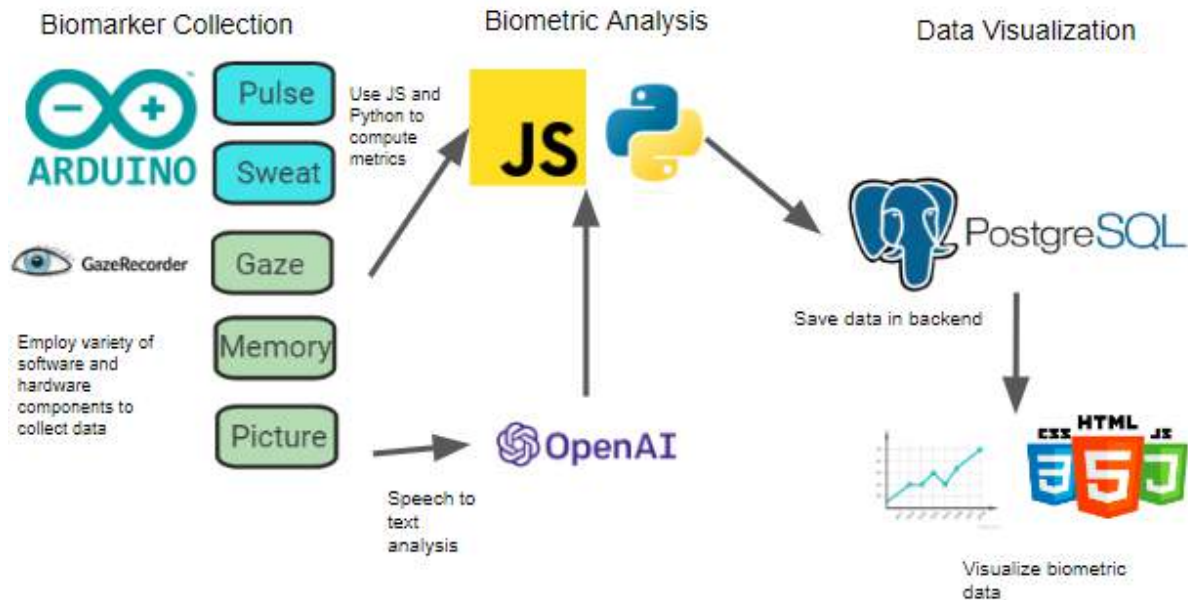 Biomarker Collection
Biometric Analysis
Data Visualization
ARDUINO
Pulse
Sweat
GazeRecorder
Gaze
Memory
Picture
Employ variety of
software and
hardware
components to
collect data
Use JS and
Python to
compute
metrics
JS
OpenAI
Speech to
text
analysis
PostgreSQL
Save data in backend
CSS HTML JS
3 5
Visualize biometric
data